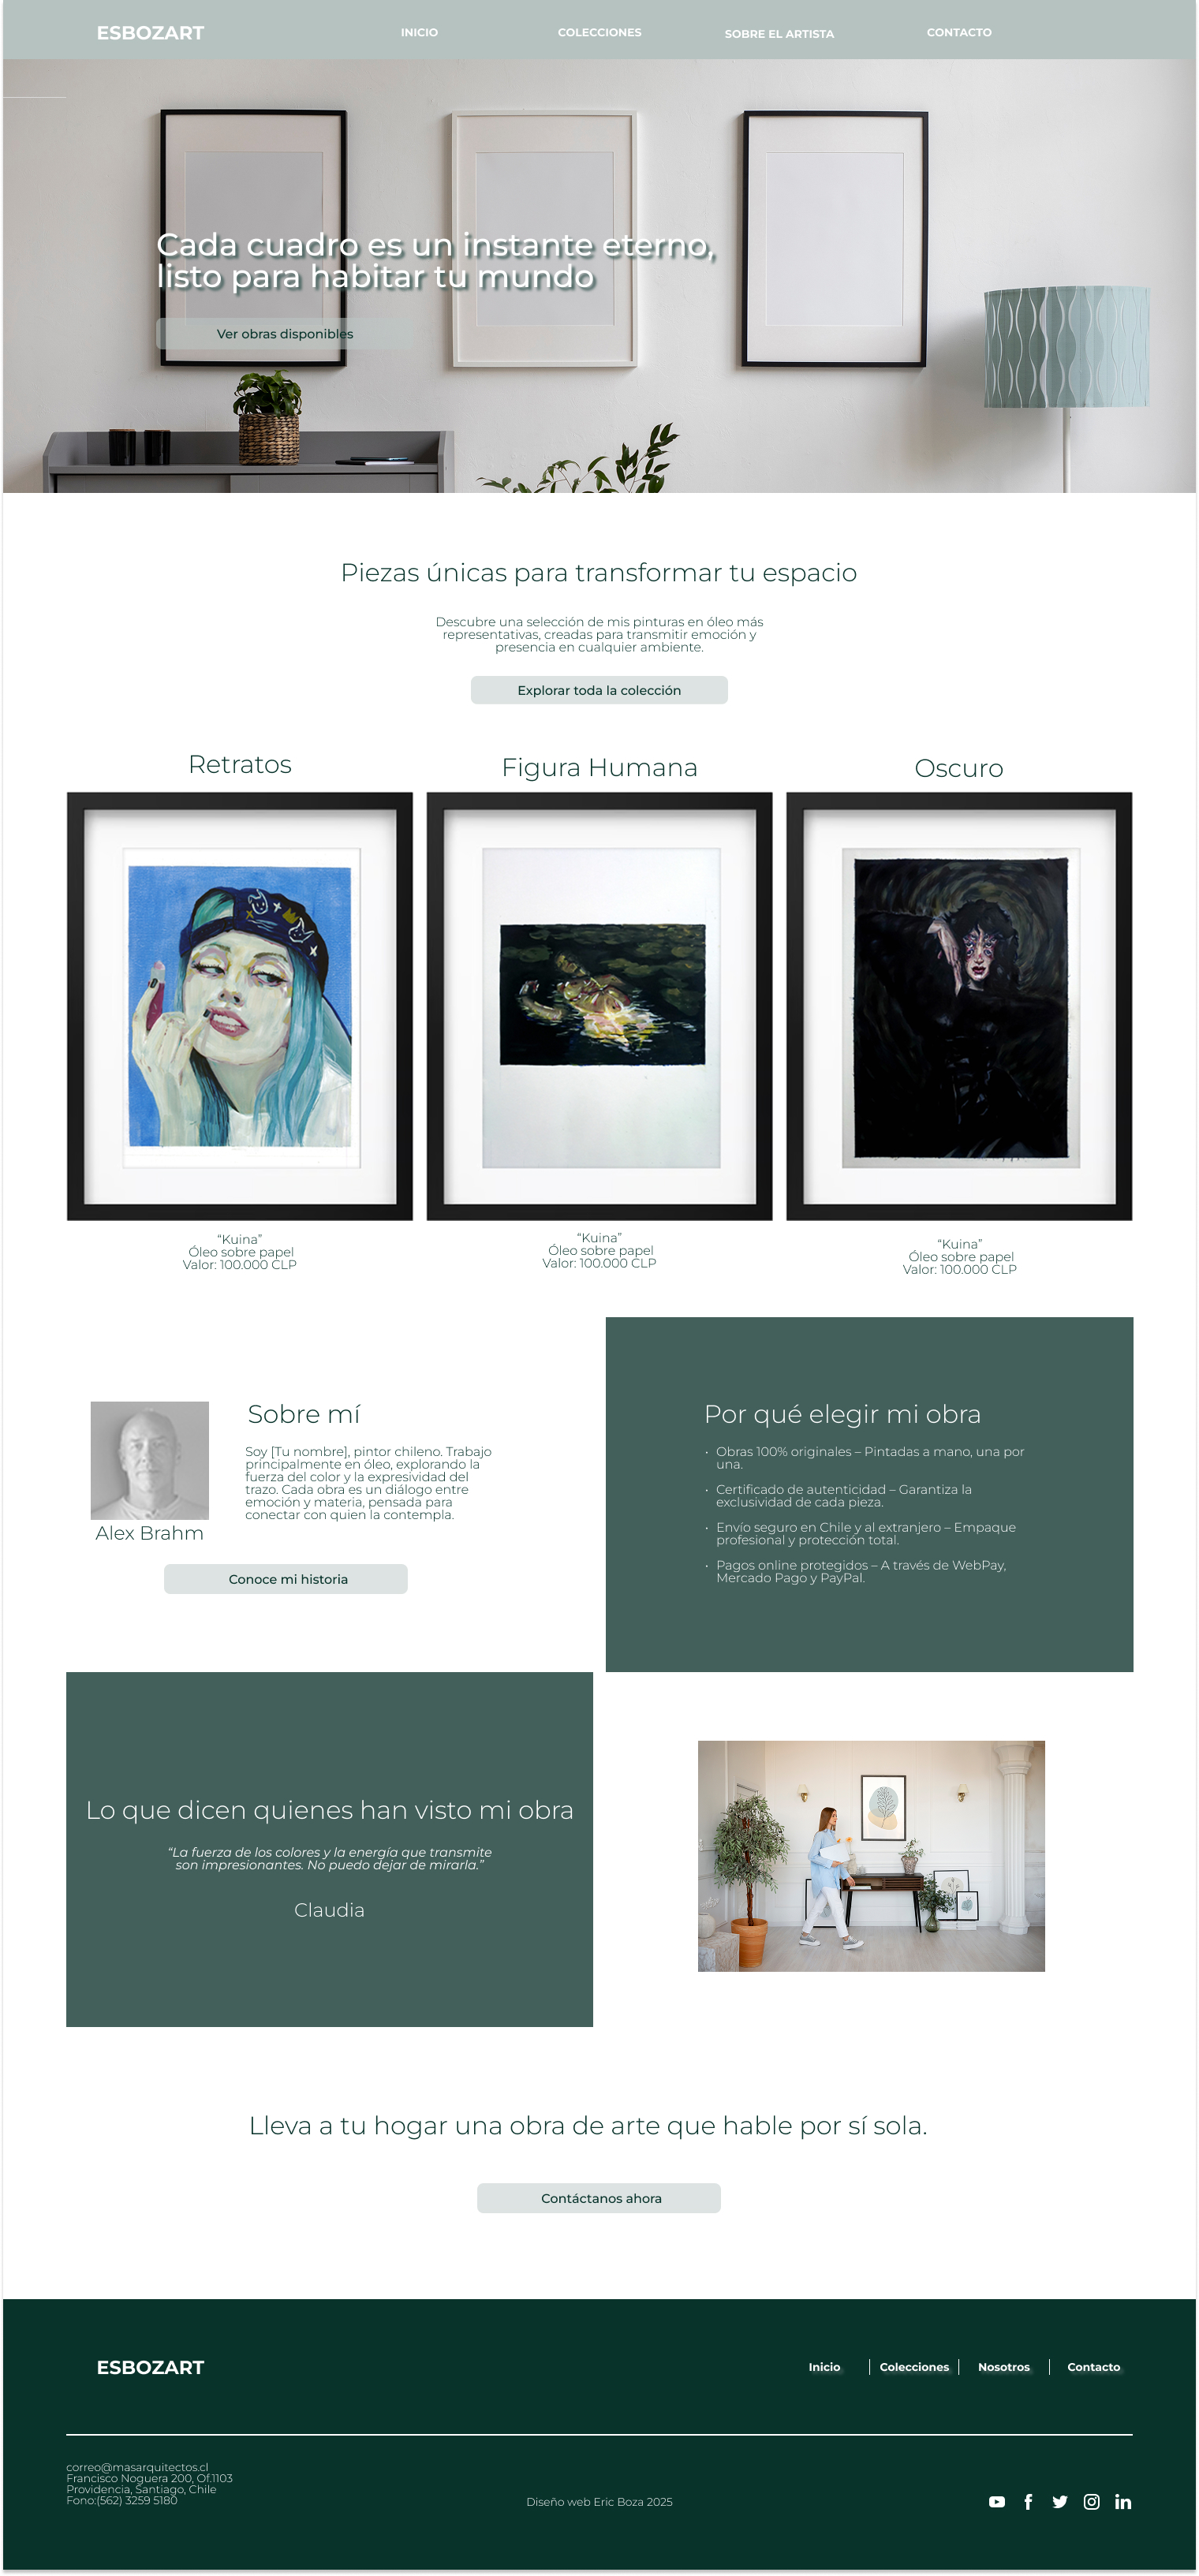 ESBOZART
INICIO
COLECCIONES
SOBRE EL ARTISTA
CONTACTO
Cada cuadro es un instante eterno,
listo para habitar tu mundo
Ver obras disponibles
Piezas únicas para transformar tu espacio
Descubre una selección de mis pinturas en óleo más
representativas, creadas para transmitir emoción y
presencia en cualquier ambiente.
Explorar toda la colección
Retratos
Figura Humana
Oscuro
“Kuina”
Óleo sobre papel
Valor: 100.000 CLP
“Kuina”
Óleo sobre papel
Valor: 100.000 CLP
“Kuina”
Óleo sobre papel
Valor: 100.000 CLP
Sobre mí
Soy [Tu nombre], pintor chileno. Trabajo
principalmente en óleo, explorando la
fuerza del color y la expresividad del
trazo. Cada obra es un diálogo entre
emoción y materia, pensada para
conectar con quien la contempla.
Alex Brahm
Conoce mi historia
Por qué elegir mi obra
• Obras 100% originales – Pintadas a mano, una por
una.
• Certificado de autenticidad – Garantiza la
exclusividad de cada pieza.
• Envío seguro en Chile y al extranjero – Empaque
profesional y protección total.
• Pagos online protegidos – A través de WebPay,
Mercado Pago y PayPal.
Lo que dicen quienes han visto mi obra
“La fuerza de los colores y la energía que transmite
son impresionantes. No puedo dejar de mirarla.”
Claudia
Lleva a tu hogar una obra de arte que hable por sí sola.
Contáctanos ahora
ESBOZART
Inicio
Colecciones
Nosotros
Contacto
correo@masarquitectos.cl
Francisco Noguera 200, Of.1103
Providencia, Santiago, Chile
Fono:(562) 3259 5180
Diseño web Eric Boza 2025